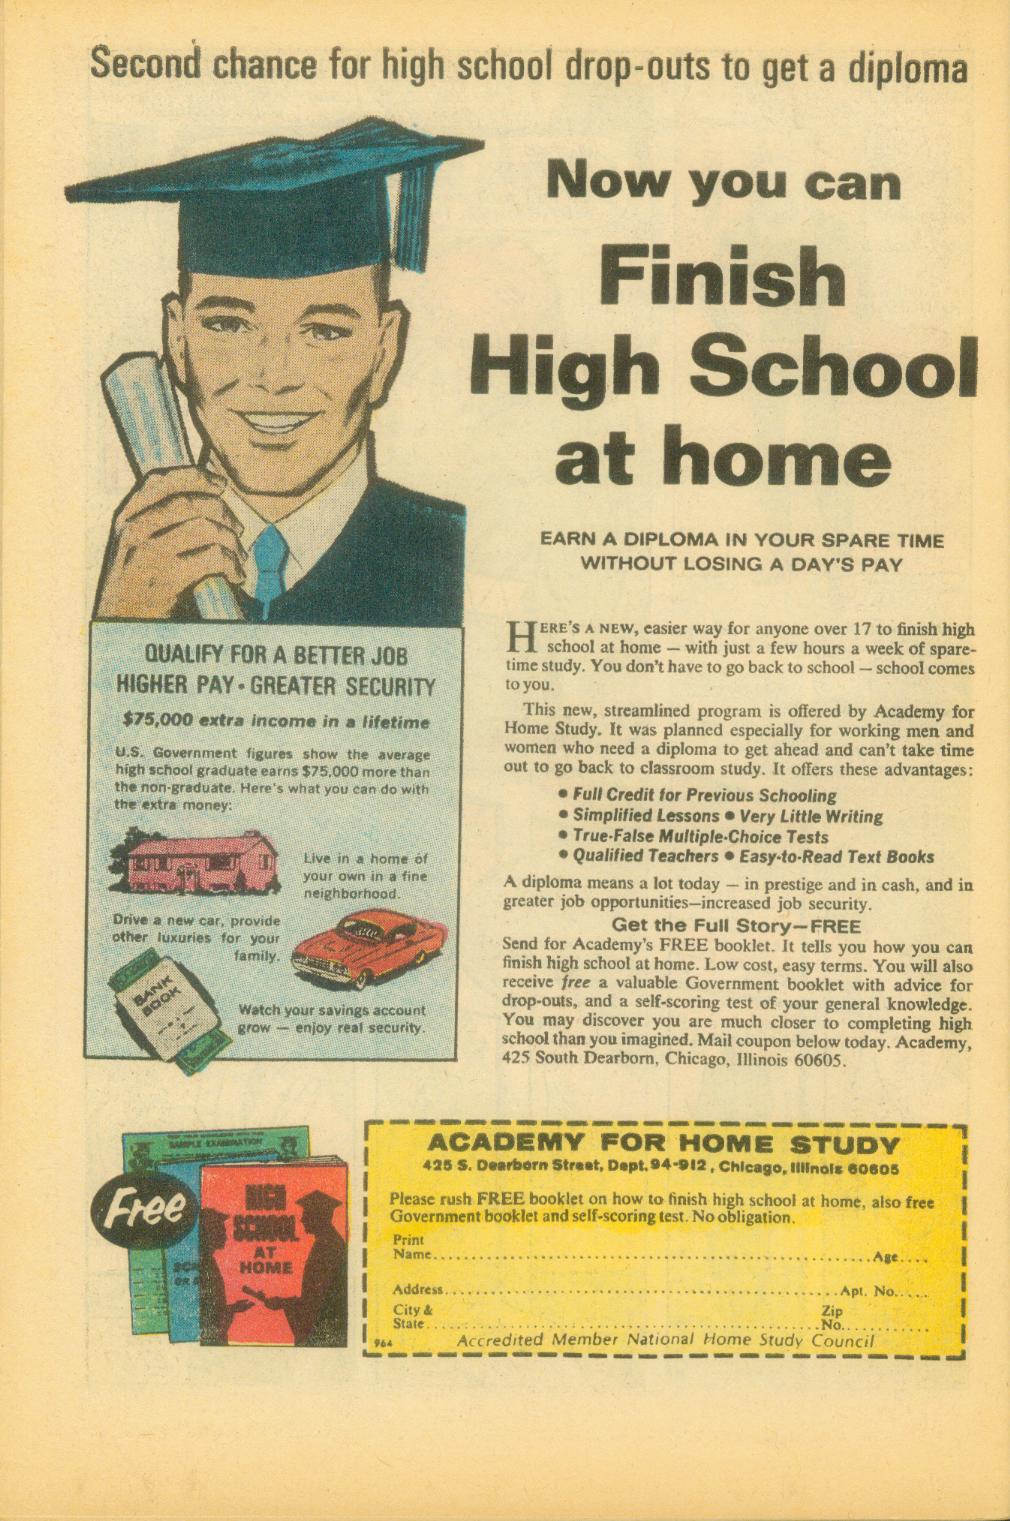 Second chance for high school drop-outs to get a diploma
Now you can
Finish
High School
at home
EARN A DIPLOMA IN YOUR SPARE TIME
WITHOUT LOSING A DAY'S PAY
HERE'S A NEW, easier way for anyone over 17 to finish high
school at home — with just a few hours a week of spare-
time study. You don't have to go back to school — school comes
to you.
This new, streamlined program is offered by Academy for
Home Study. It was planned especially for working men and
women who need a diploma to get ahead and can't take time
out to go back to classroom study. It offers these advantages:
• Full Credit for Previous Schooling
• Simplified Lessons • Very Little Writing
• True-False Multiple-Choice Tests
• Qualified Teachers • Easy-to-Read Text Books
A diploma means a lot today — in prestige and in cash, and in
greater job opportunities—increased job security.
Get the Full Story—FREE
Send for Academy's FREE booklet. It tells you how you can
finish high school at home. Low cost, easy terms. You will also
receive free a valuable Government booklet with advice for
drop-outs, and a self-scoring test of your general knowledge.
You may discover you are much closer to completing high
school than you imagined. Mail coupon below today. Academy,
425 South Dearborn, Chicago, Illinois 60605.
QUALIFY FOR A BETTER JOB
HIGHER PAY • GREATER SECURITY
$75,000 extra income in a lifetime
U.S. Government figures show the average
high school graduate earns $75,000 more than
the non-graduate. Here's what you can do with
the extra money:
Live in a home of
your own in a fine
neighborhood.
Drive a new car, provide
other luxuries for your
family.
BANK
BOOK
Watch your savings account
grow — enjoy real security.
SAMPLE EXAMINATION
Free
HIGH
SCHOOL
AT
HOME
ACADEMY FOR HOME STUDY
425 S. Dearborn Street, Dept. 94-912, Chicago, Illinois 60605
Please rush FREE booklet on how to finish high school at home, also free
Government booklet and self-scoring test. No obligation.
Print
Name.......................................................Age....
Address.......................................................Apt. No.....
City & Zip
State.......................................................No...........
964 Accredited Member National Home Study Council